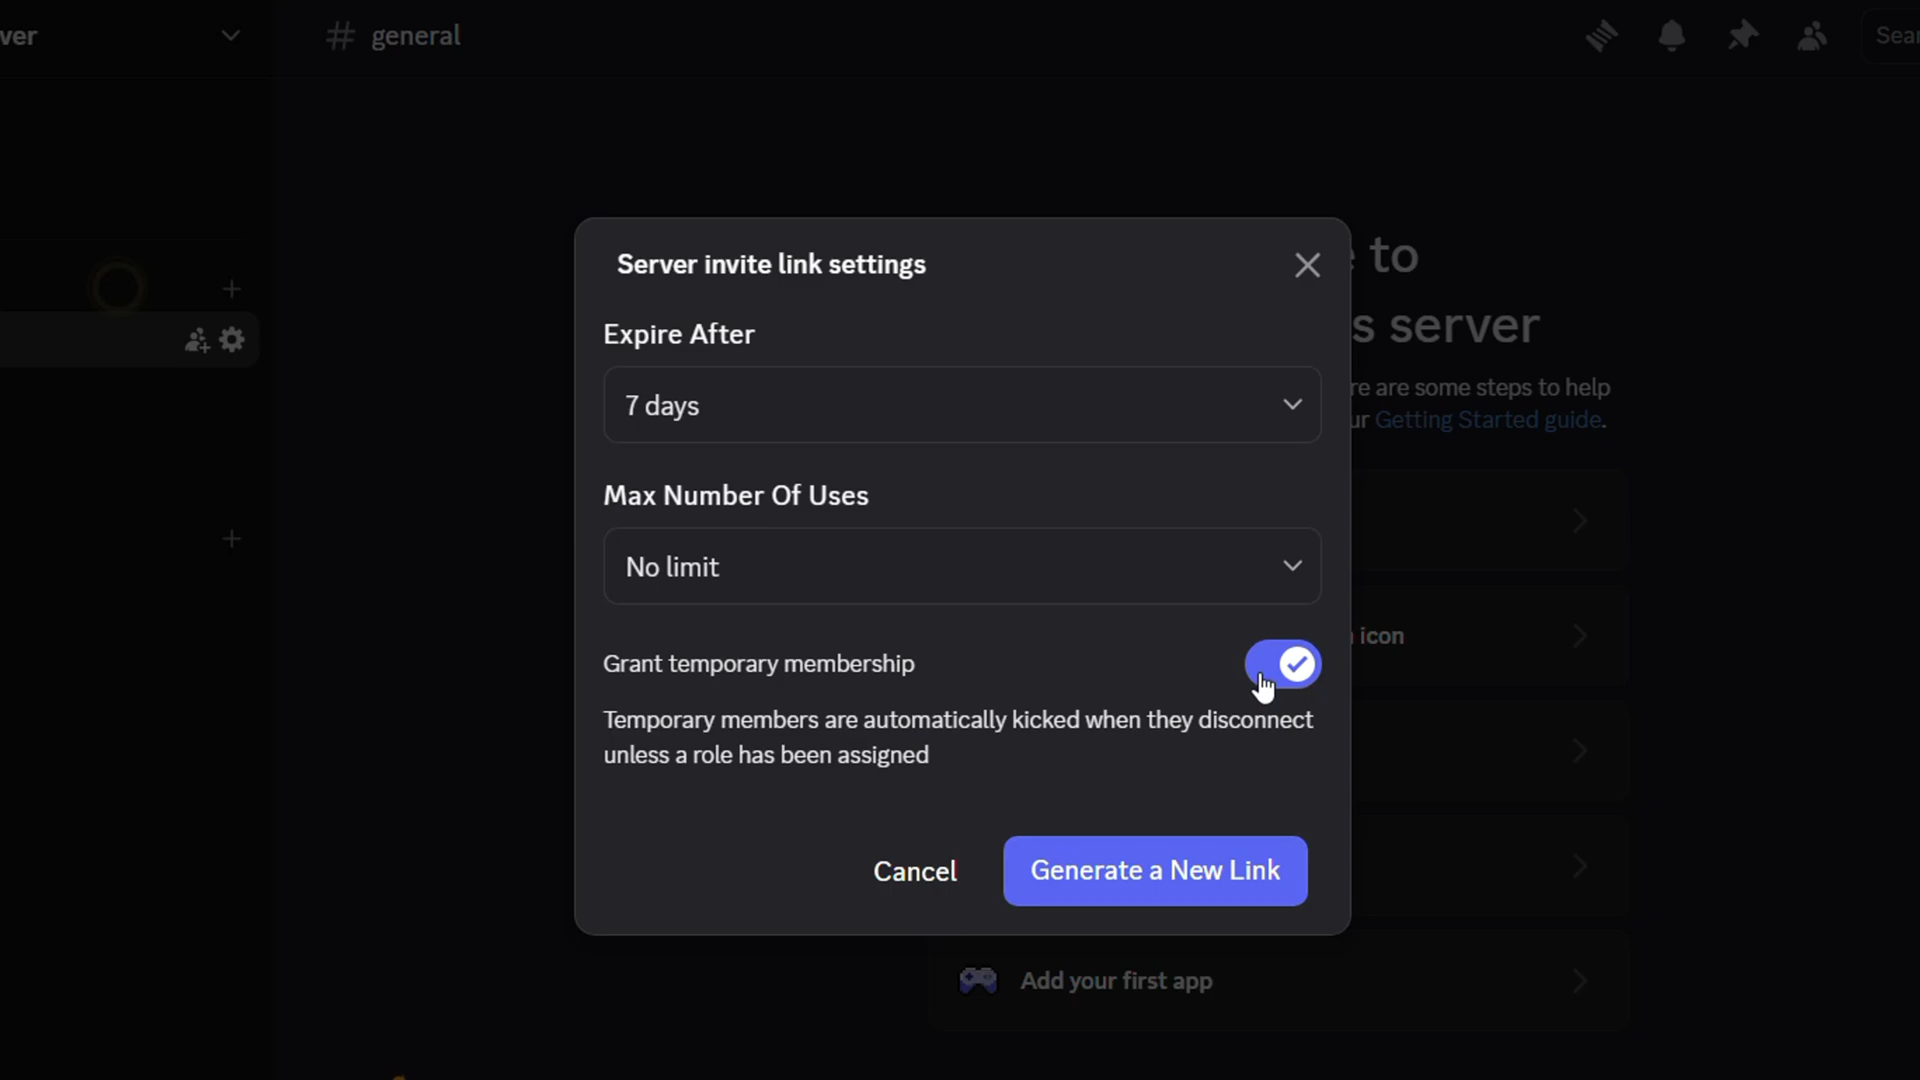 ver
# general
Sear
Server invite link settings
to
Expire After
s server
7 days
re are some steps to help
ur Getting Started guide.
Max Number Of Uses
No limit
icon
Grant temporary membership
Temporary members are automatically kicked when they disconnect
unless a role has been assigned
Cancel
Generate a New Link
Add your first app